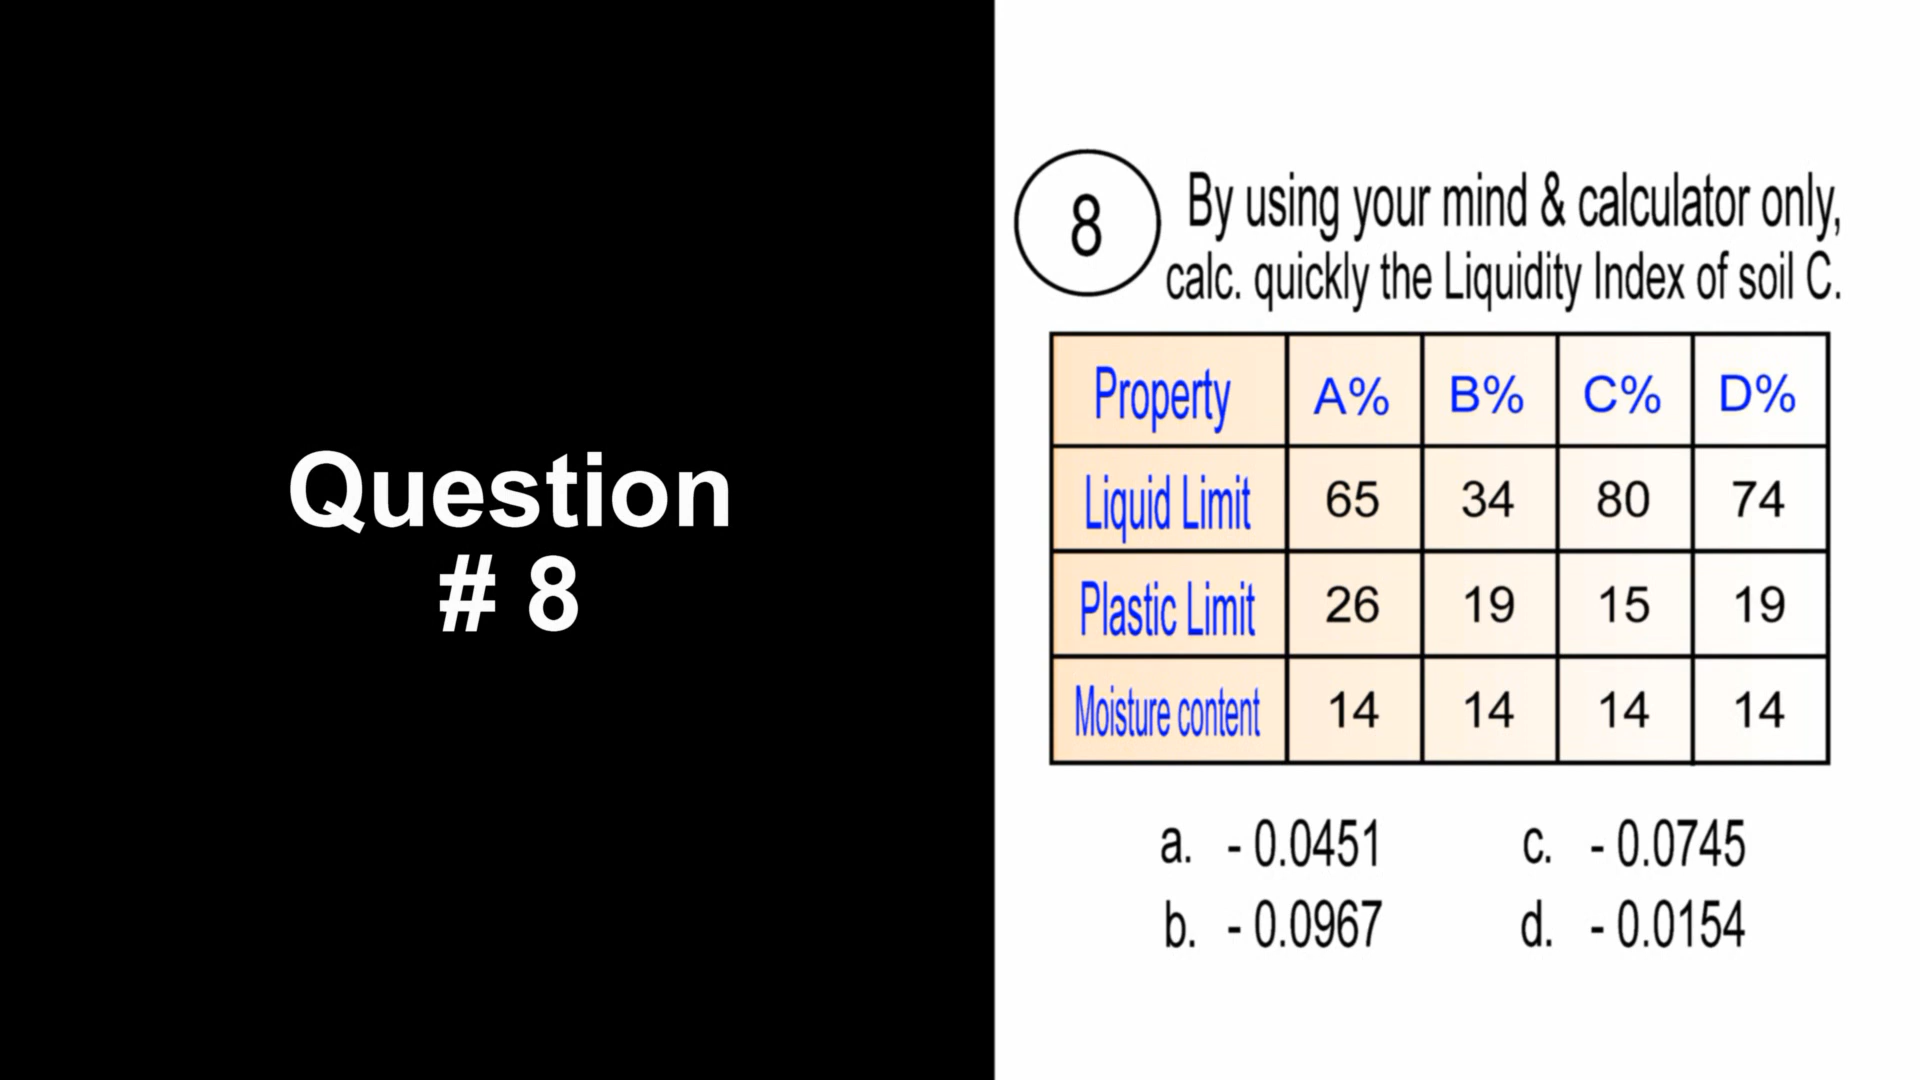 Question
# 8
8
By using your mind & calculator only,
calc. quickly the Liquidity Index of soil C.
Property A% B% C% D%
Liquid Limit 65 34 80 74
Plastic Limit 26 19 15 19
Moisture content 14 14 14 14
a. - 0.0451 c. - 0.0745
b. - 0.0967 d. - 0.0154